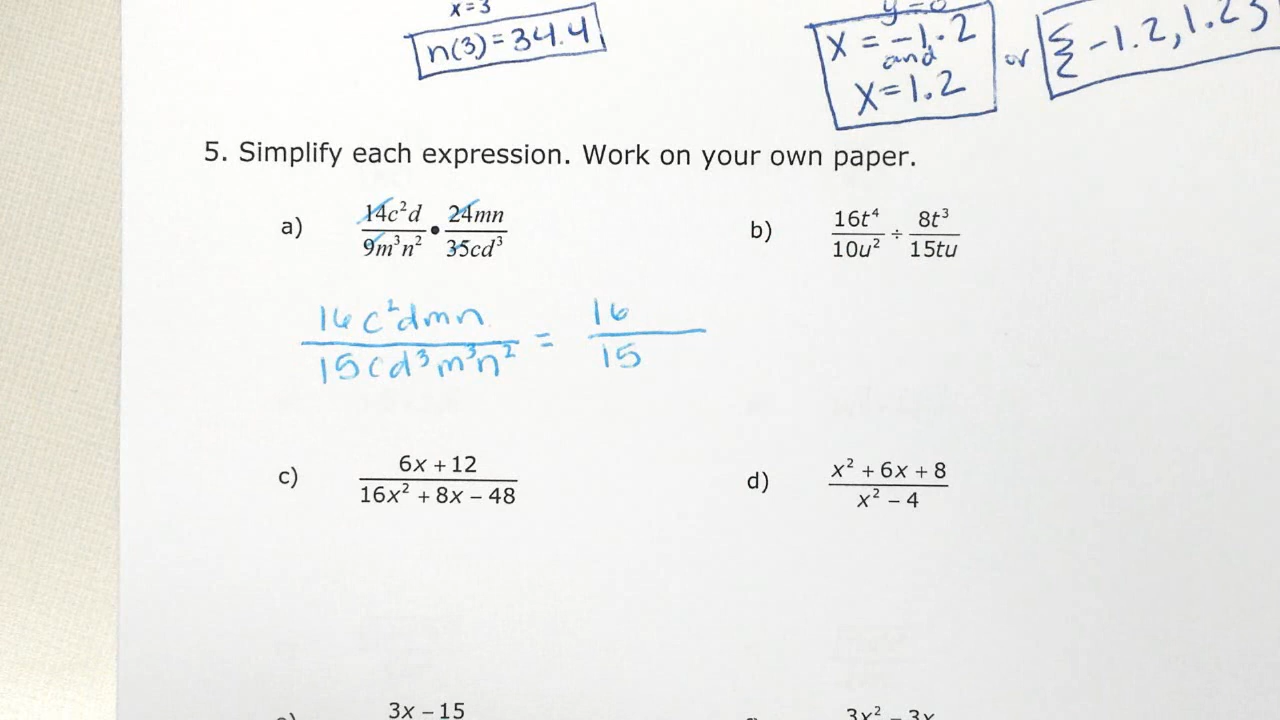 x=3
n(3)=34.4
y=0
x = -1.2
and
x=1.2
or
{-1.2, 1.2}
5. Simplify each expression. Work on your own paper.
a) 14c²d/9m³n² • 24mn/35cd³
b) 16t⁴/10u² ÷ 8t³/15tu
16c²dmn/15cd³m³n² = 16/15
c) 6x + 12/16x² + 8x – 48
d) x² + 6x + 8/x² – 4
3x – 15
3x² – 3x